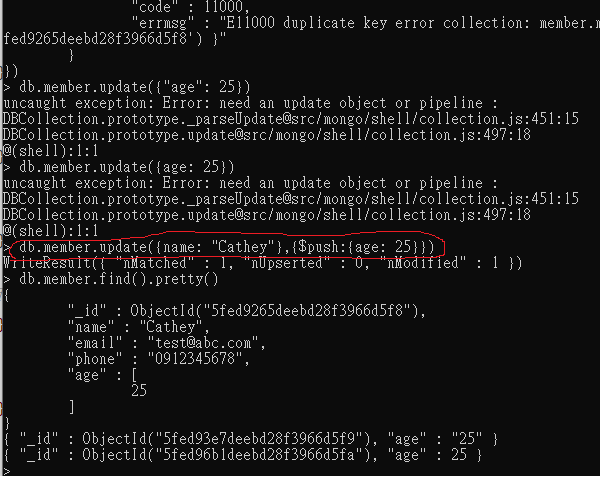 "code" : 11000,
"errmsg" : "E11000 duplicate key error collection: member.m
fed9265deebd28f3966d5f8') }"
}
})
> db.member.update({"age": 25})
uncaught exception: Error: need an update object or pipeline :
DBCollection.prototype._parseUpdate@src/mongo/shell/collection.js:451:15
DBCollection.prototype.update@src/mongo/shell/collection.js:497:18
@(shell):1:1
> db.member.update({age: 25})
uncaught exception: Error: need an update object or pipeline :
DBCollection.prototype._parseUpdate@src/mongo/shell/collection.js:451:15
DBCollection.prototype.update@src/mongo/shell/collection.js:497:18
@(shell):1:1
> db.member.update({name: "Cathey"},{$push:{age: 25}})
WriteResult({ "nMatched" : 1, "nUpserted" : 0, "nModified" : 1 })
> db.member.find().pretty()
{
"_id" : ObjectId("5fed9265deebd28f3966d5f8"),
"name" : "Cathey",
"email" : "test@abc.com",
"phone" : "0912345678",
"age" : [
25
]
}
{ "_id" : ObjectId("5fed93e7deebd28f3966d5f9"), "age" : "25" }
{ "_id" : ObjectId("5fed96b1deebd28f3966d5fa"), "age" : 25 }
>